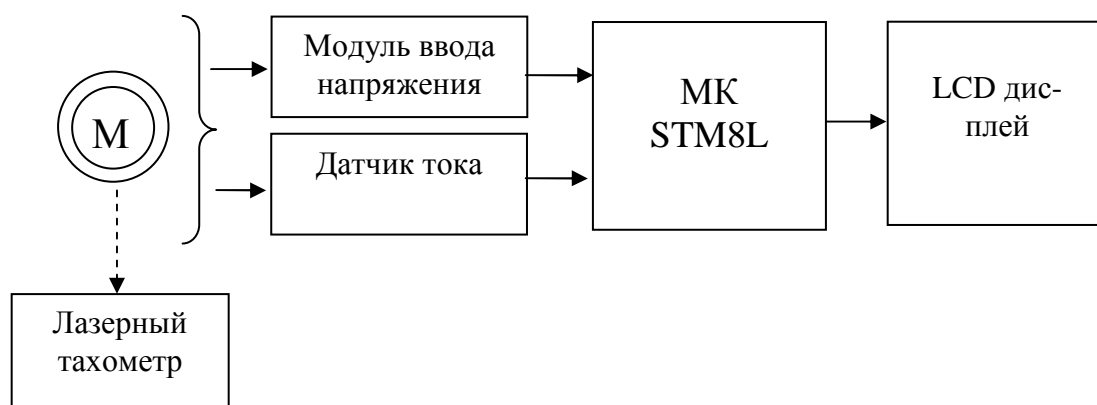 M
Модуль ввода
напряжения
Датчик тока
МК
STM8L
LCD дис-
плей
Лазерный
тахометр